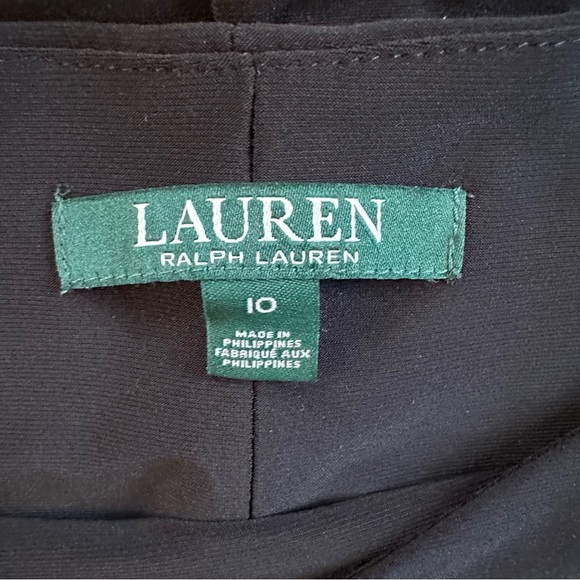 LAUREN
RALPH LAUREN
10
MADE IN
PHILIPPINES
FABRIQUÉ AUX
PHILIPPINES